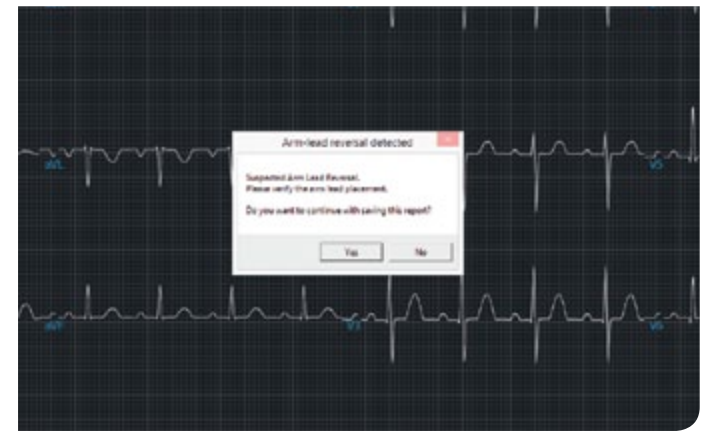 Arm-lead reversal detected
aVL
V5
Suspected Arm Lead Reversal.
Please verify the arm lead placement.
Do you want to continue with saving this report?
Yes
No
aVF
V3
V6